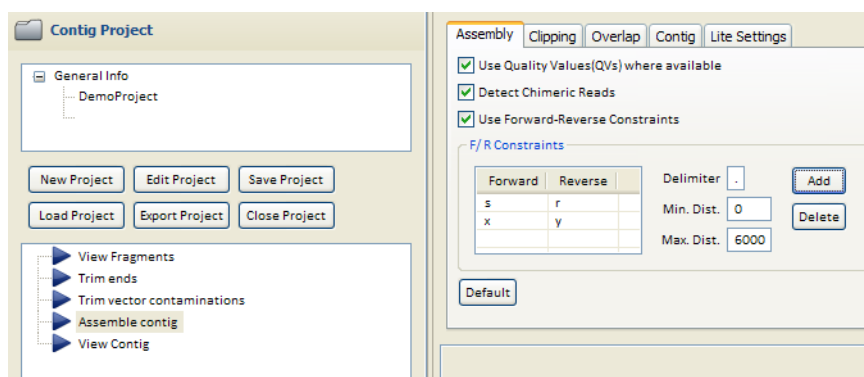 Contig Project
General Info
DemoProject
New Project Edit Project Save Project
Load Project Export Project Close Project
View Fragments
Trim ends
Trim vector contaminations
Assemble contig
View Contig
Assembly Clipping Overlap Contig Lite Settings
Use Quality Values(QVs) where available
Detect Chimeric Reads
Use Forward-Reverse Constraints
F/R Constraints
Forward Reverse
s r
x y
Delimiter . Add
Min. Dist. 0 Delete
Max. Dist. 6000
Default